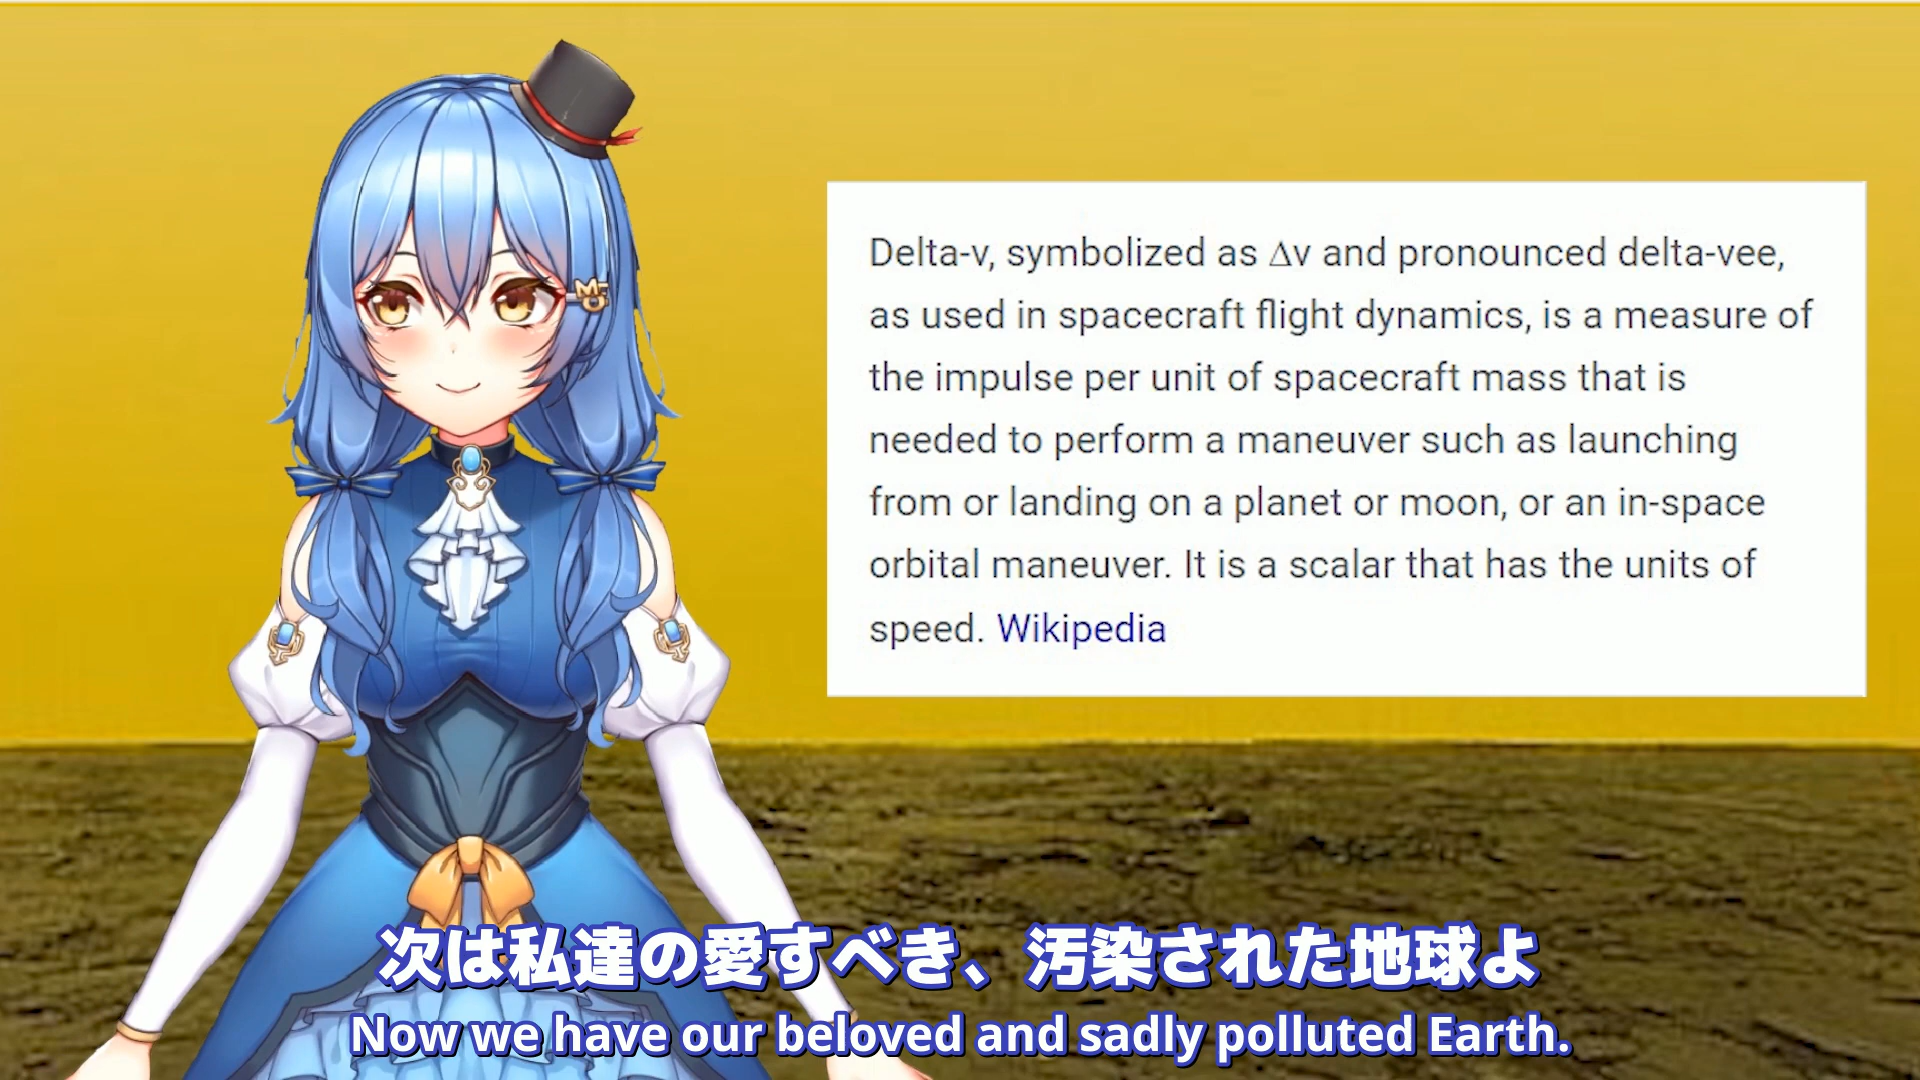 Delta-v, symbolized as Δv and pronounced delta-vee,
as used in spacecraft flight dynamics, is a measure of
the impulse per unit of spacecraft mass that is
needed to perform a maneuver such as launching
from or landing on a planet or moon, or an in-space
orbital maneuver. It is a scalar that has the units of
speed. Wikipedia
次は私達の愛すべき、汚染された地球よ
Now we have our beloved and sadly polluted Earth.